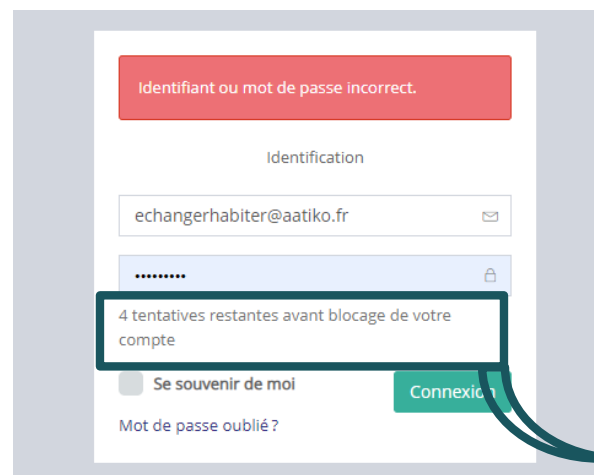 Identifiant ou mot de passe incorrect.
Identification
echangerhabiter@aatiko.fr
•••••••••
4 tentatives restantes avant blocage de votre
compte
Se souvenir de moi
Connexion
Mot de passe oublié ?